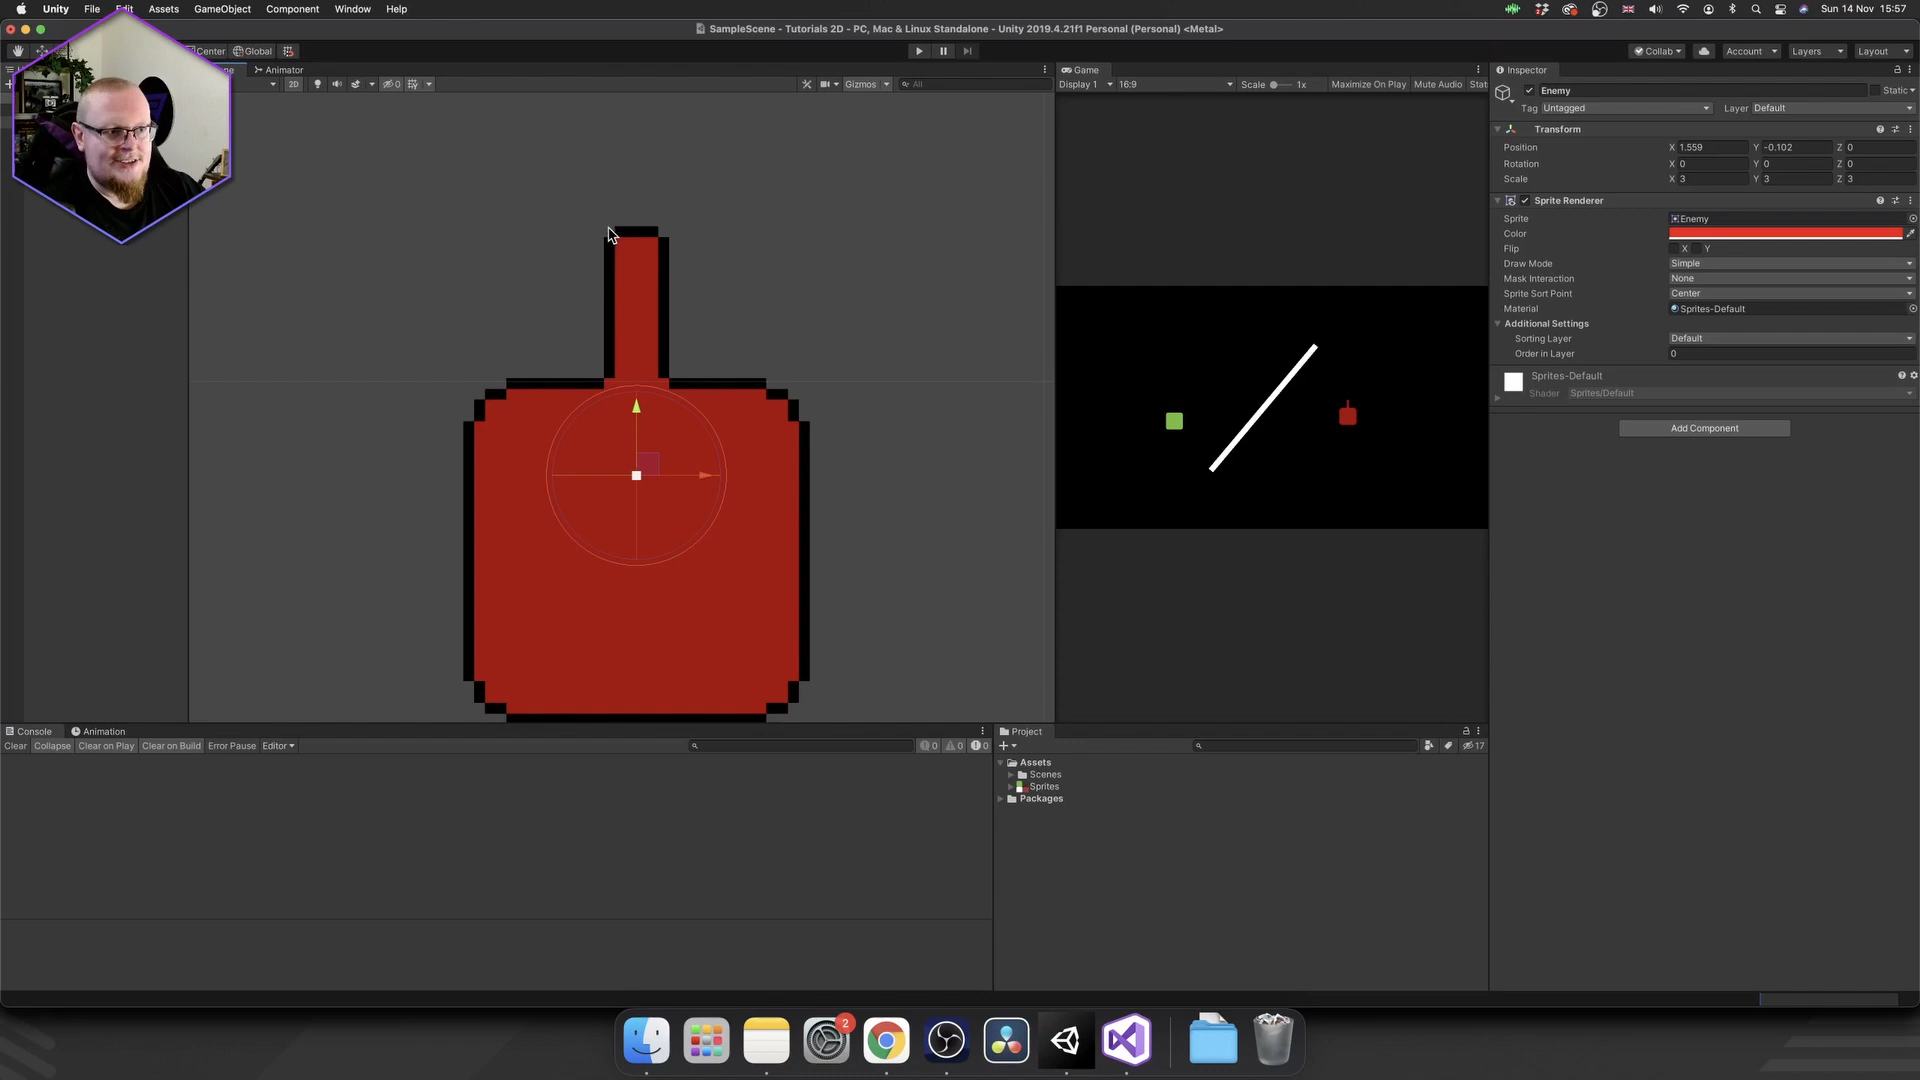 Unity File Edit Assets GameObject Component Window Help Sun 14 Nov 15:57
SampleScene - Tutorials 2D - PC, Mac & Linux Standalone - Unity 2019.4.21f1 Personal (Personal) <Metal>
Center Global Collab Account Layers Layout
Animator Game Inspector
2D 0 Gizmos All Display 1 16:9 Scale 1x Maximize On Play Mute Audio Stat
Enemy Static
Tag Untagged Layer Default
Transform
Position X 1.559 Y -0.102 Z 0
Rotation X 0 Y 0 Z 0
Scale X 3 Y 3 Z 3
Sprite Renderer
Sprite Enemy
Color
Flip X Y
Draw Mode Simple
Mask Interaction None
Sprite Sort Point Center
Material Sprites-Default
Additional Settings
Sorting Layer Default
Order in Layer 0
Sprites-Default
Shader Sprites/Default
Add Component
Console Animation Project
Clear Collapse Clear on Play Clear on Build Error Pause Editor 0 0 0 17
Assets
Scenes
Sprites
Packages
2